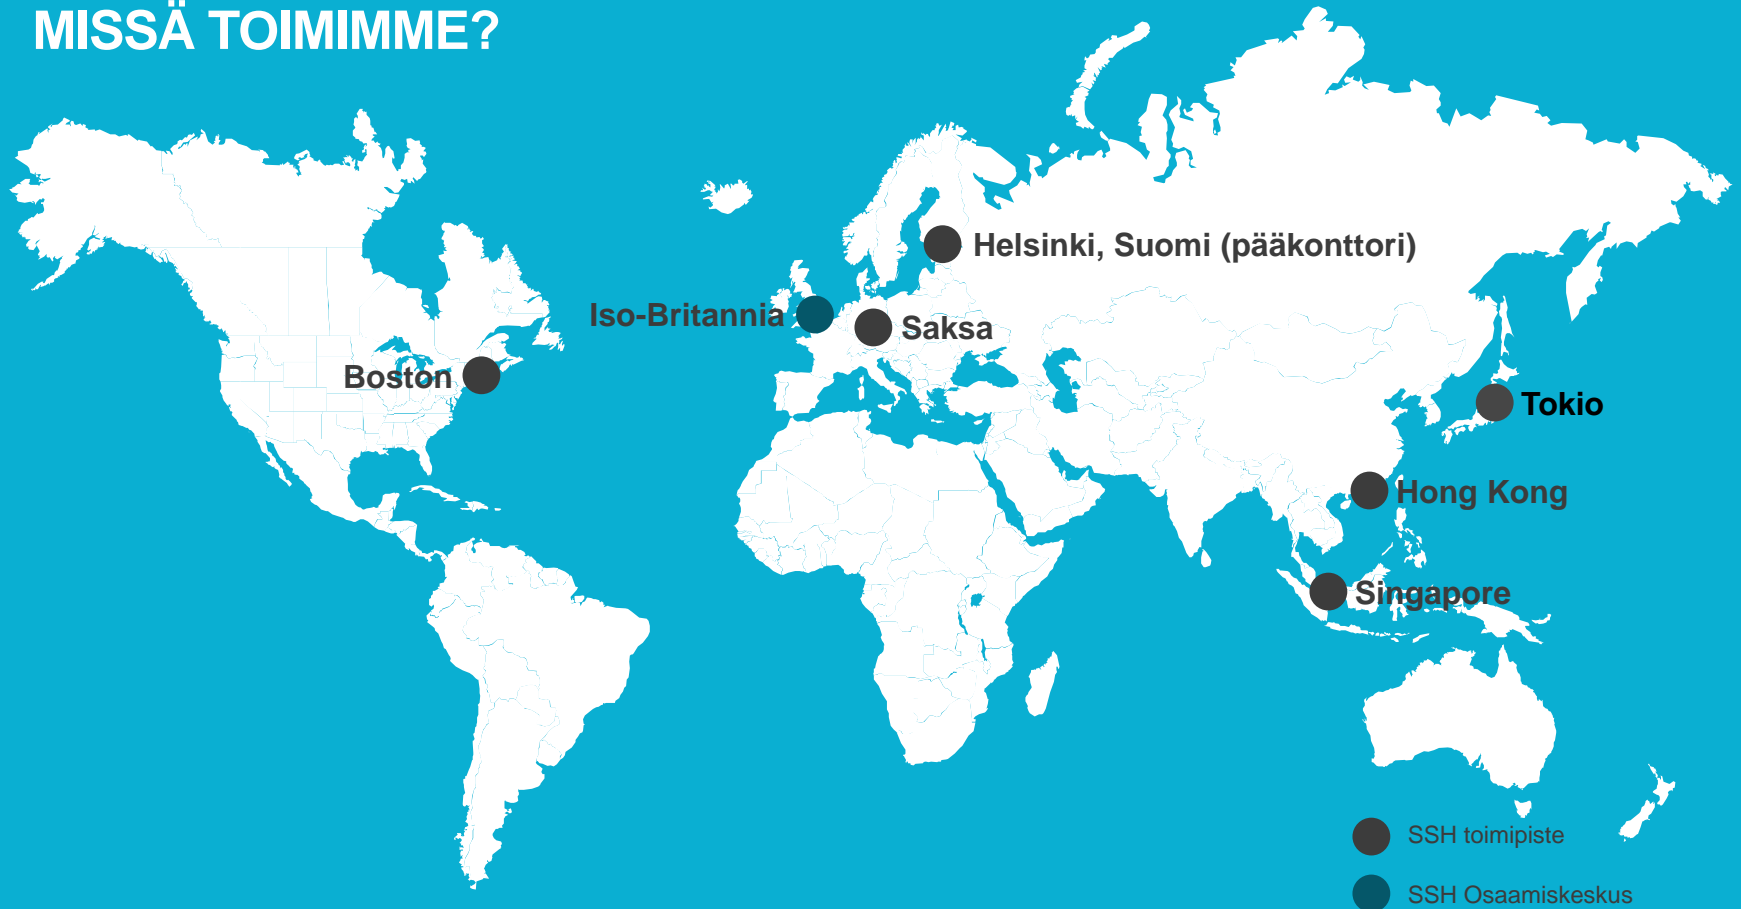 MISSÄ TOIMIMME?
Helsinki, Suomi (pääkonttori)
Iso-Britannia
Saksa
Boston
Tokio
Hong Kong
Singapore
SSH toimipiste
SSH Osaamiskeskus